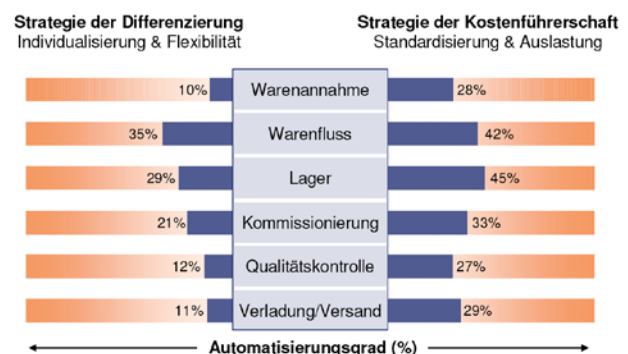 Strategie der Differenzierung
Individualisierung & Flexibilität
Strategie der Kostenführerschaft
Standardisierung & Auslastung
10% Warenannahme 28%
35% Warenfluss 42%
29% Lager 45%
21% Kommissionierung 33%
12% Qualitätskontrolle 27%
11% Verladung/Versand 29%
Automatisierungsgrad (%)